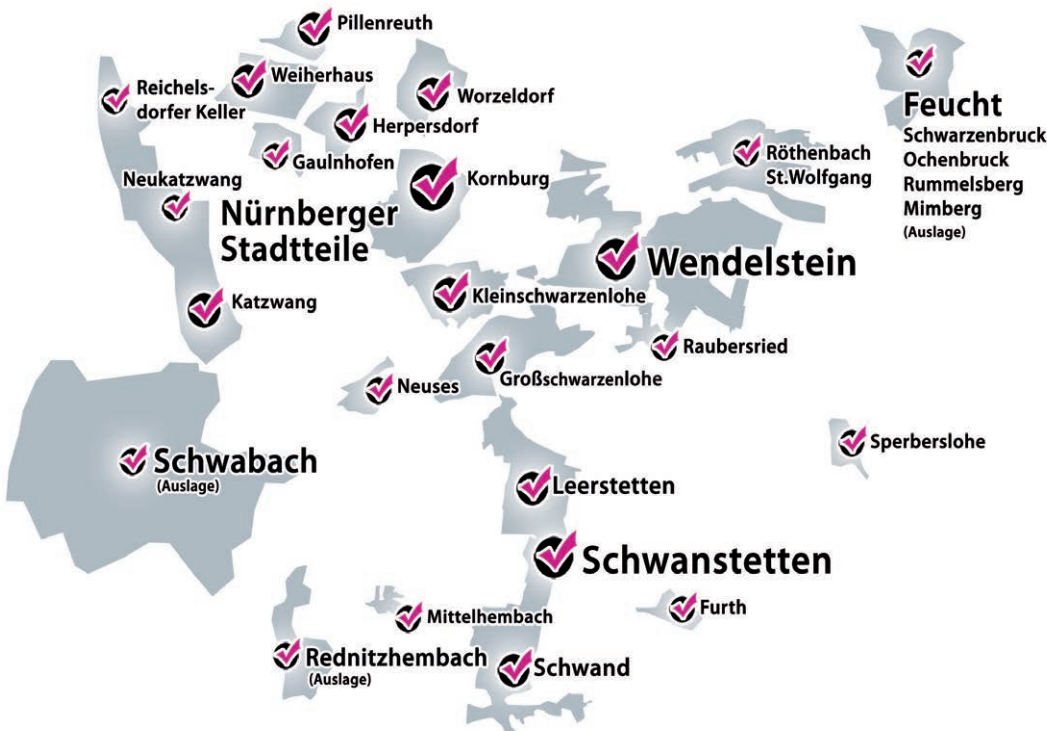 Pillenreuth
Weiherhaus
Reichels-
dorfer Keller
Worzeldorf
Herpersdorf
Gaulnhofen
Feucht
Schwarzenbruck
Ochenbruck
Rummelsberg
Mimberg
(Auslage)
Röthenbach
St.Wolfgang
Neukatzwang
Kornburg
Nürnberger
Stadtteile
Wendelstein
Katzwang
Kleinschwarzenlohe
Raubersried
Großschwarzenlohe
Neuses
Sperberslohe
Schwabach
(Auslage)
Leerstetten
Schwanstetten
Furth
Mittelhembach
Rednitzhembach
(Auslage)
Schwand